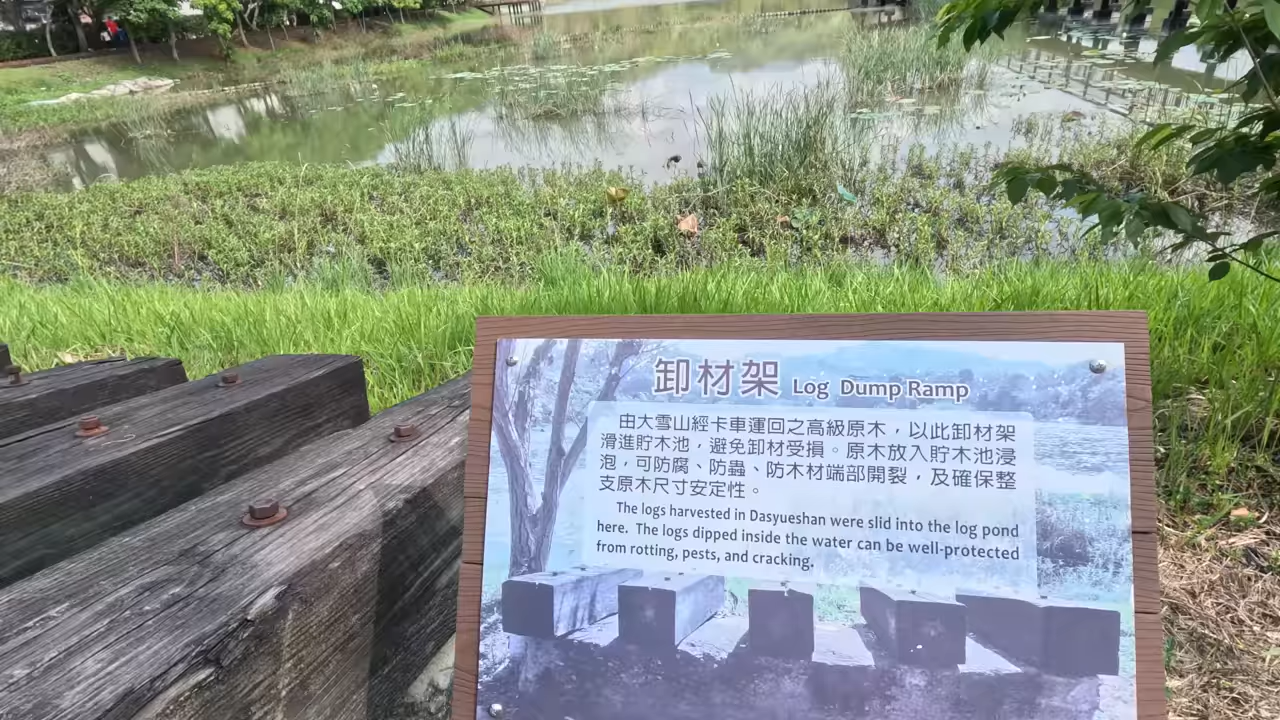 卸材架 Log Dump Ramp
由大雪山經卡車運回之高級原木，以此卸材架
滑進貯木池，避免卸材受損。原木放入貯木池浸
泡，可防腐、防蟲、防木材端部開裂，及確保整
支原木尺寸安定性。
The logs harvested in Dasyueshan were slid into the log pond
here. The logs dipped inside the water can be well-protected
from rotting, pests, and cracking.